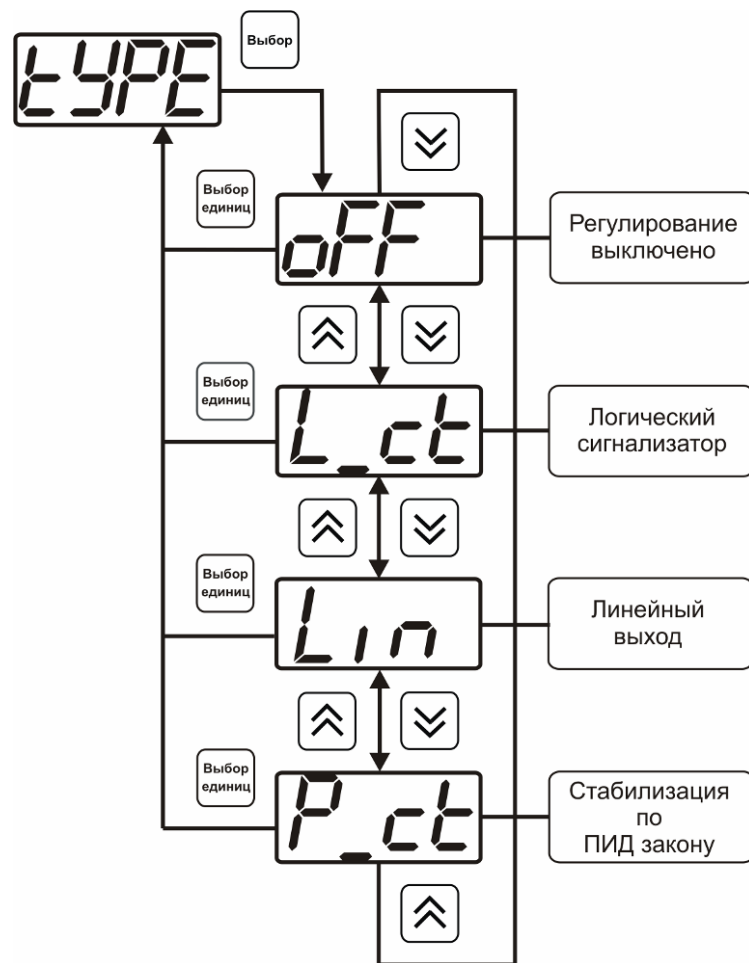 Выбор
tYPE
Выбор
единиц
oFF
Регулирование
выключено
Выбор
единиц
L_ct
Логический
сигнализатор
Выбор
единиц
Lin
Линейный
выход
Выбор
единиц
P_ct
Стабилизация
по
ПИД закону